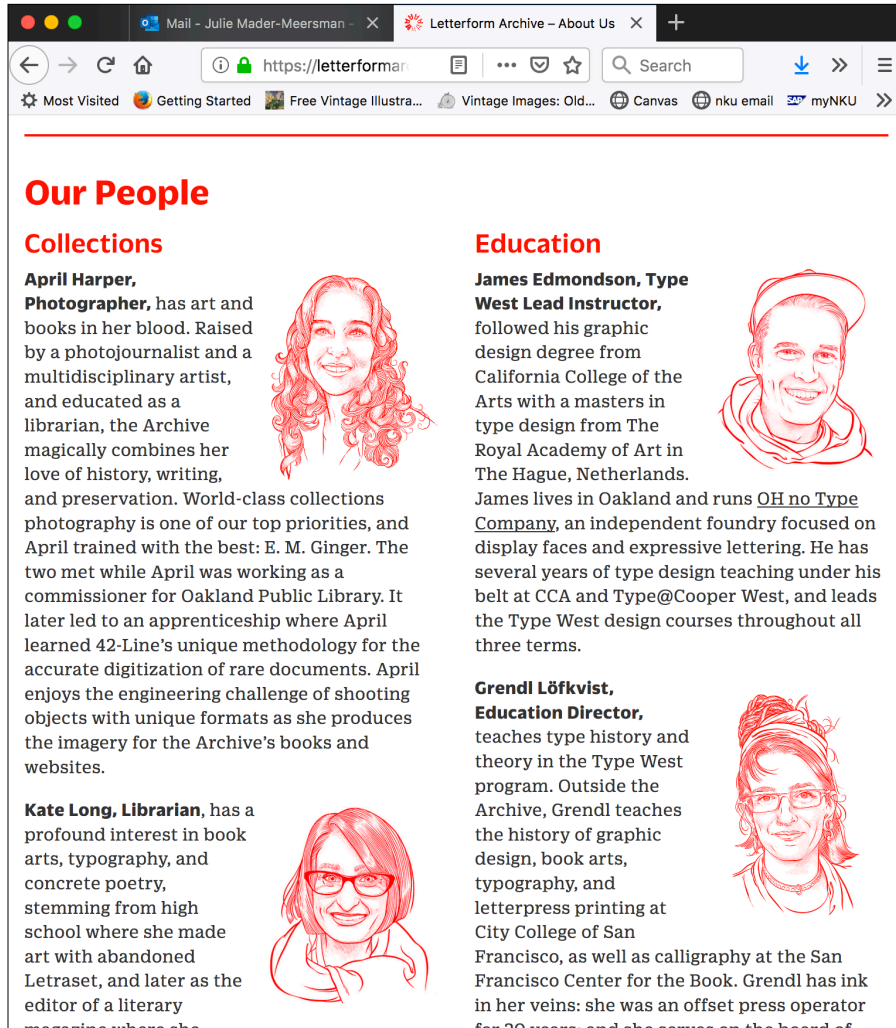 Mail - Julie Mader-Meersman -
Letterform Archive – About Us
https://letterformar
Search
Most Visited
Getting Started
Free Vintage Illustra...
Vintage Images: Old...
Canvas
nku email
SAP myNKU
Our People
Collections
April Harper,
Photographer, has art and
books in her blood. Raised
by a photojournalist and a
multidisciplinary artist,
and educated as a
librarian, the Archive
magically combines her
love of history, writing,
and preservation. World-class collections
photography is one of our top priorities, and
April trained with the best: E. M. Ginger. The
two met while April was working as a
commissioner for Oakland Public Library. It
later led to an apprenticeship where April
learned 42-Line’s unique methodology for the
accurate digitization of rare documents. April
enjoys the engineering challenge of shooting
objects with unique formats as she produces
the imagery for the Archive’s books and
websites.
Kate Long, Librarian, has a
profound interest in book
arts, typography, and
concrete poetry,
stemming from high
school where she made
art with abandoned
Letraset, and later as the
editor of a literary
magazine where she
Education
James Edmondson, Type
West Lead Instructor,
followed his graphic
design degree from
California College of the
Arts with a masters in
type design from The
Royal Academy of Art in
The Hague, Netherlands.
James lives in Oakland and runs OH no Type
Company, an independent foundry focused on
display faces and expressive lettering. He has
several years of type design teaching under his
belt at CCA and Type@Cooper West, and leads
the Type West design courses throughout all
three terms.
Grendl Löfkvist,
Education Director,
teaches type history and
theory in the Type West
program. Outside the
Archive, Grendl teaches
the history of graphic
design, book arts,
typography, and
letterpress printing at
City College of San
Francisco, as well as calligraphy at the San
Francisco Center for the Book. Grendl has ink
in her veins: she was an offset press operator
for 20 years; and she serves on the board of